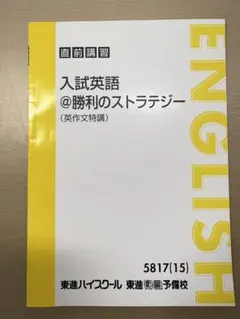 直前講習
入試英語
@勝利のストラテジー
(英作文特講)
ENGLISH
5817(15)
東進ハイスクール 東進衛星予備校